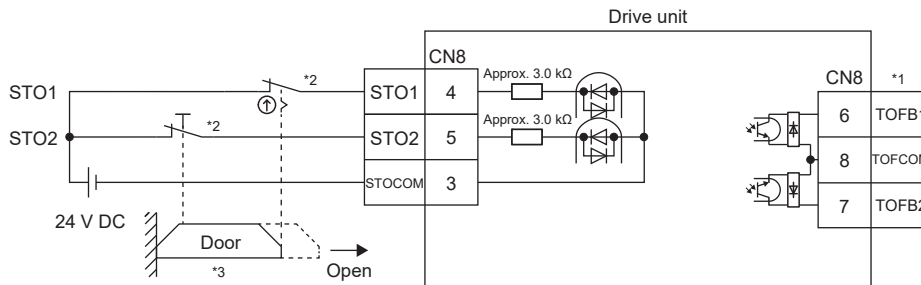 Drive unit
CN8
CN8
*1
STO1
*2
STO1
4
Approx. 3.0 kΩ
6
TOFB1
STO2
*2
STO2
5
Approx. 3.0 kΩ
8
TOFCOM
STOCOM
3
7
TOFB2
24 V DC
Door
*3
Open